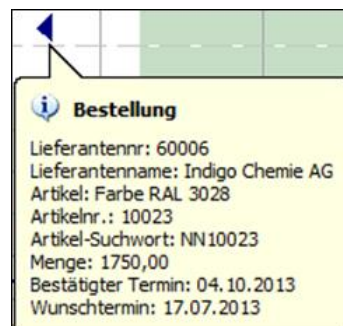 Bestellung
Lieferantennr: 60006
Lieferantenname: Indigo Chemie AG
Artikel: Farbe RAL 3028
Artikelnr.: 10023
Artikel-Suchwort: NN10023
Menge: 1750,00
Bestätigter Termin: 04.10.2013
Wunschtermin: 17.07.2013